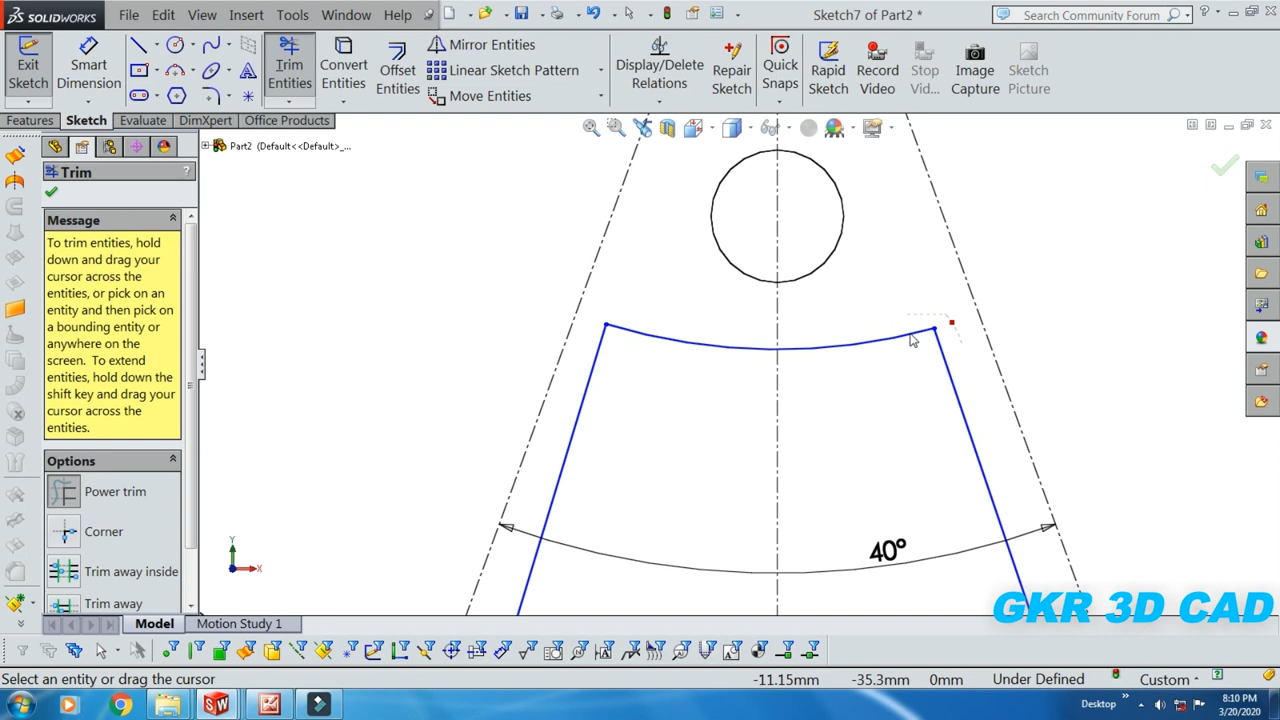 SOLIDWORKS File Edit View Insert Tools Window Help Sketch7 of Part2 * Search Community Forum
Exit Sketch
Smart Dimension
Trim Entities
Convert Entities
Offset Entities
Mirror Entities
Linear Sketch Pattern
Move Entities
Display/Delete Relations
Repair Sketch
Quick Snaps
Rapid Sketch
Record Video
Stop Vid...
Image Capture
Sketch Picture
Features Sketch Evaluate DimXpert Office Products
Part2 (Default<<Default>_...
Trim ?
Message
To trim entities, hold
down and drag your
cursor across the
entities, or pick on an
entity and then pick on
a bounding entity or
anywhere on the
screen. To extend
entities, hold down the
shift key and drag your
cursor across the
entities.
Options
Power trim
Corner
Trim away inside
Trim away
40°
Y
X
GKR 3D CAD
Model Motion Study 1
Select an entity or drag the cursor -11.15mm -35.3mm 0mm Under Defined Custom
Desktop » 8:10 PM
3/20/2020